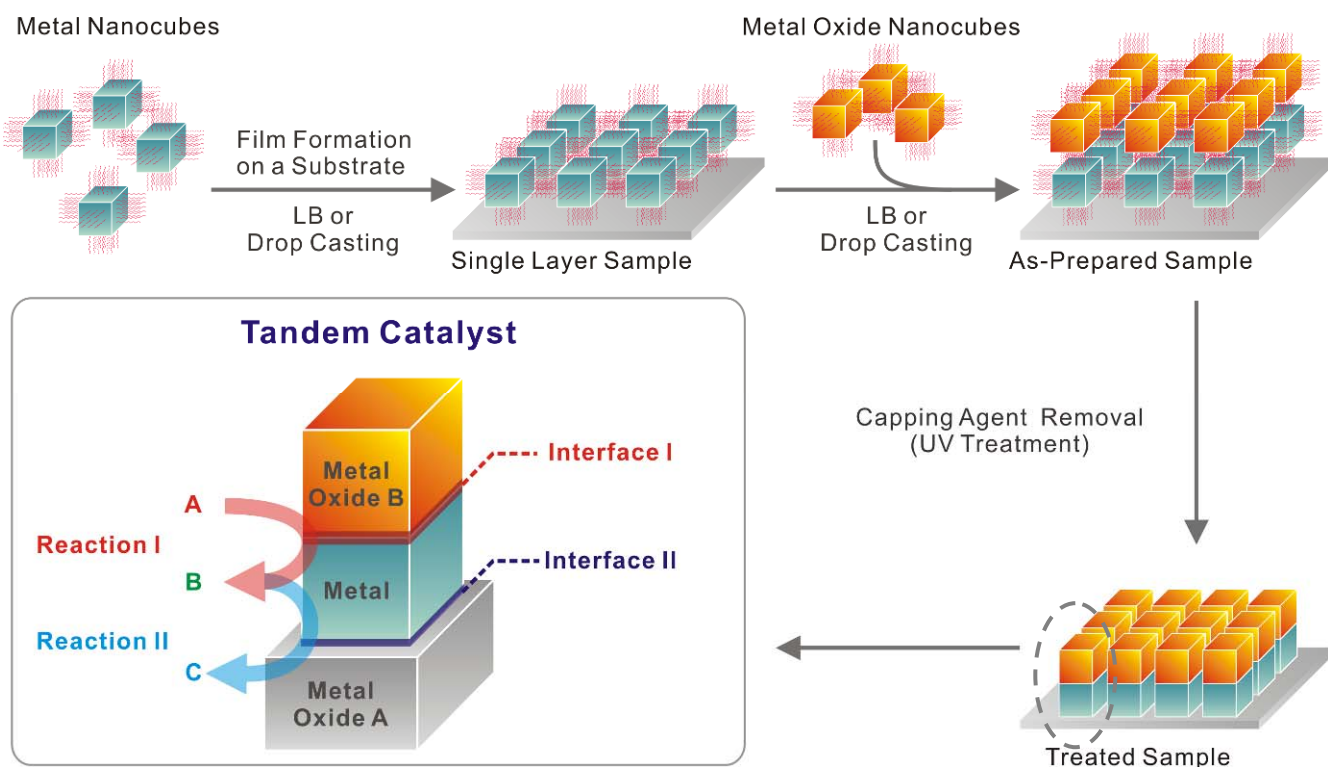 Metal Nanocubes
Film Formation
on a Substrate
LB or
Drop Casting
Single Layer Sample
Metal Oxide Nanocubes
LB or
Drop Casting
As-Prepared Sample
Capping Agent Removal
(UV Treatment)
Treated Sample
Tandem Catalyst
Metal
Oxide B
Interface I
A
Reaction I
B
Metal
Interface II
Reaction II
C
Metal
Oxide A